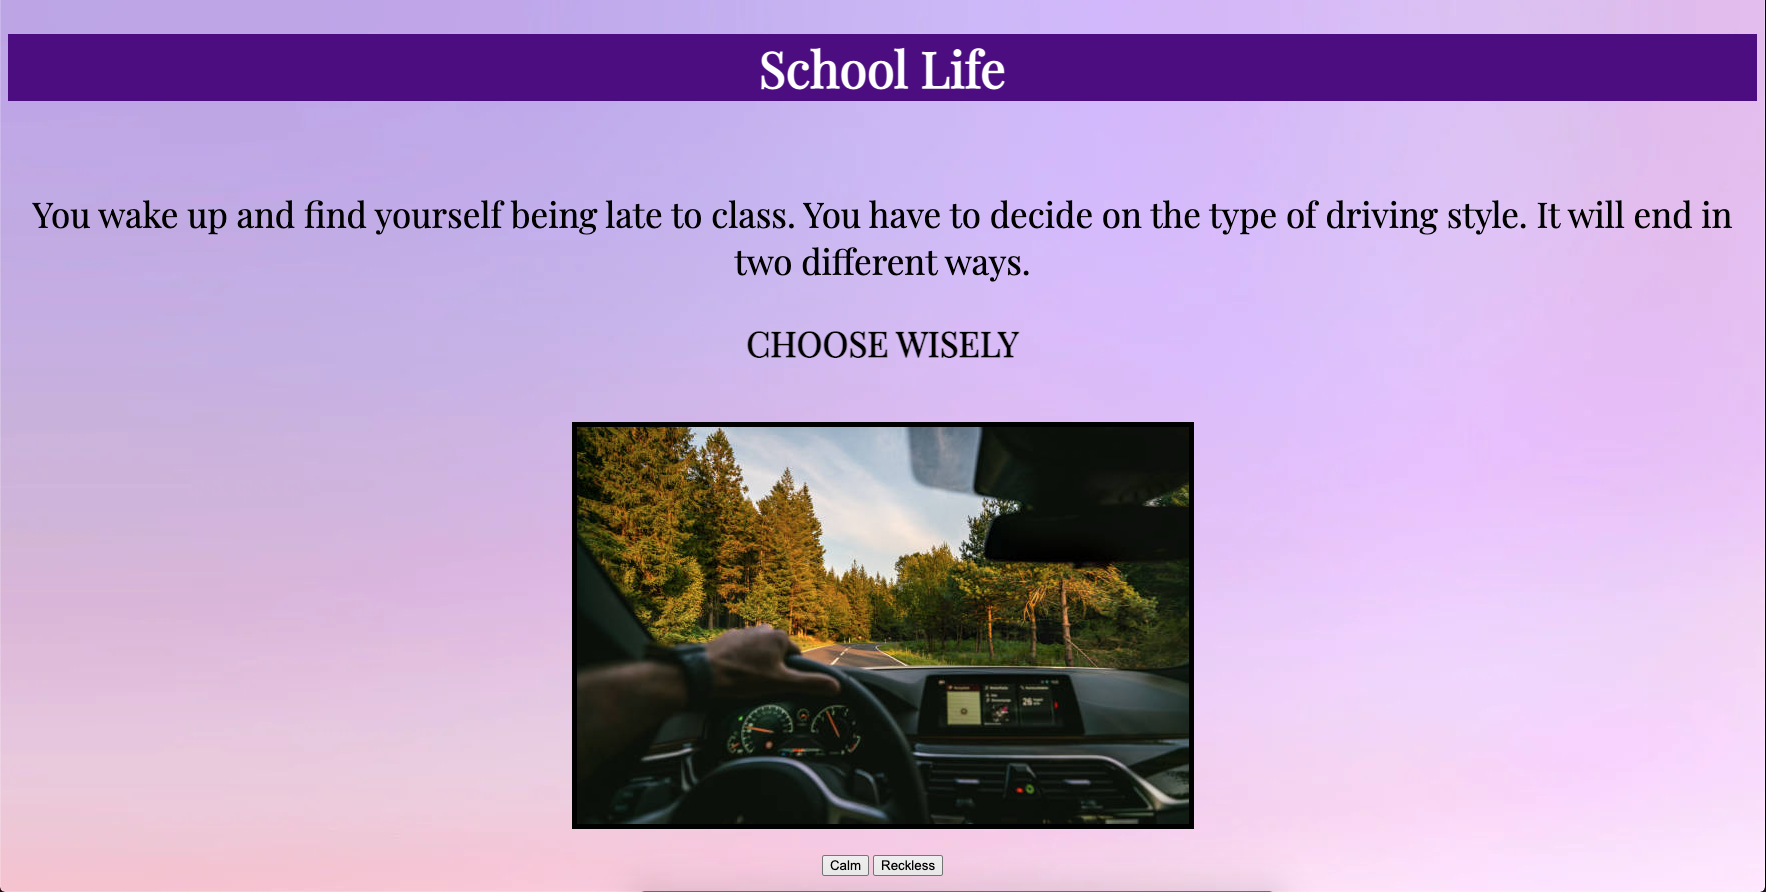 School Life
You wake up and find yourself being late to class. You have to decide on the type of driving style. It will end in
two different ways.
CHOOSE WISELY
26
Calm
Reckless